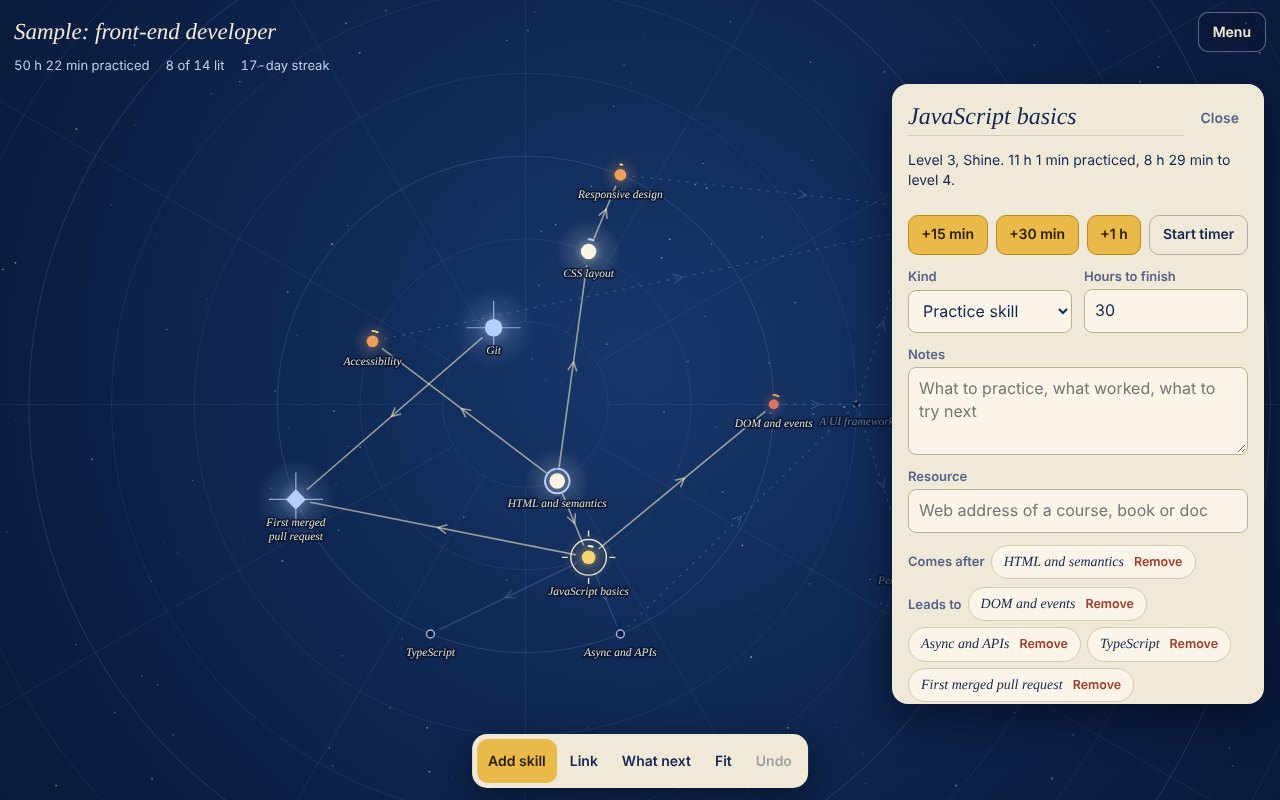 Sample: front-end developer
Menu
50 h 22 min practiced 8 of 14 lit 17-day streak
JavaScript basics
Close
Level 3, Shine. 11 h 1 min practiced, 8 h 29 min to
level 4.
+15 min
+30 min
+1 h
Start timer
Kind
Hours to finish
Practice skill
30
Notes
What to practice, what worked, what to
try next
Resource
Web address of a course, book or doc
Comes after HTML and semantics Remove
Leads to DOM and events Remove
Async and APIs Remove TypeScript Remove
First merged pull request Remove
Responsive design
CSS layout
Git
Accessibility
DOM and events
A UI framework
HTML and semantics
First merged
pull request
JavaScript basics
TypeScript
Async and APIs
Add skill
Link
What next
Fit
Undo